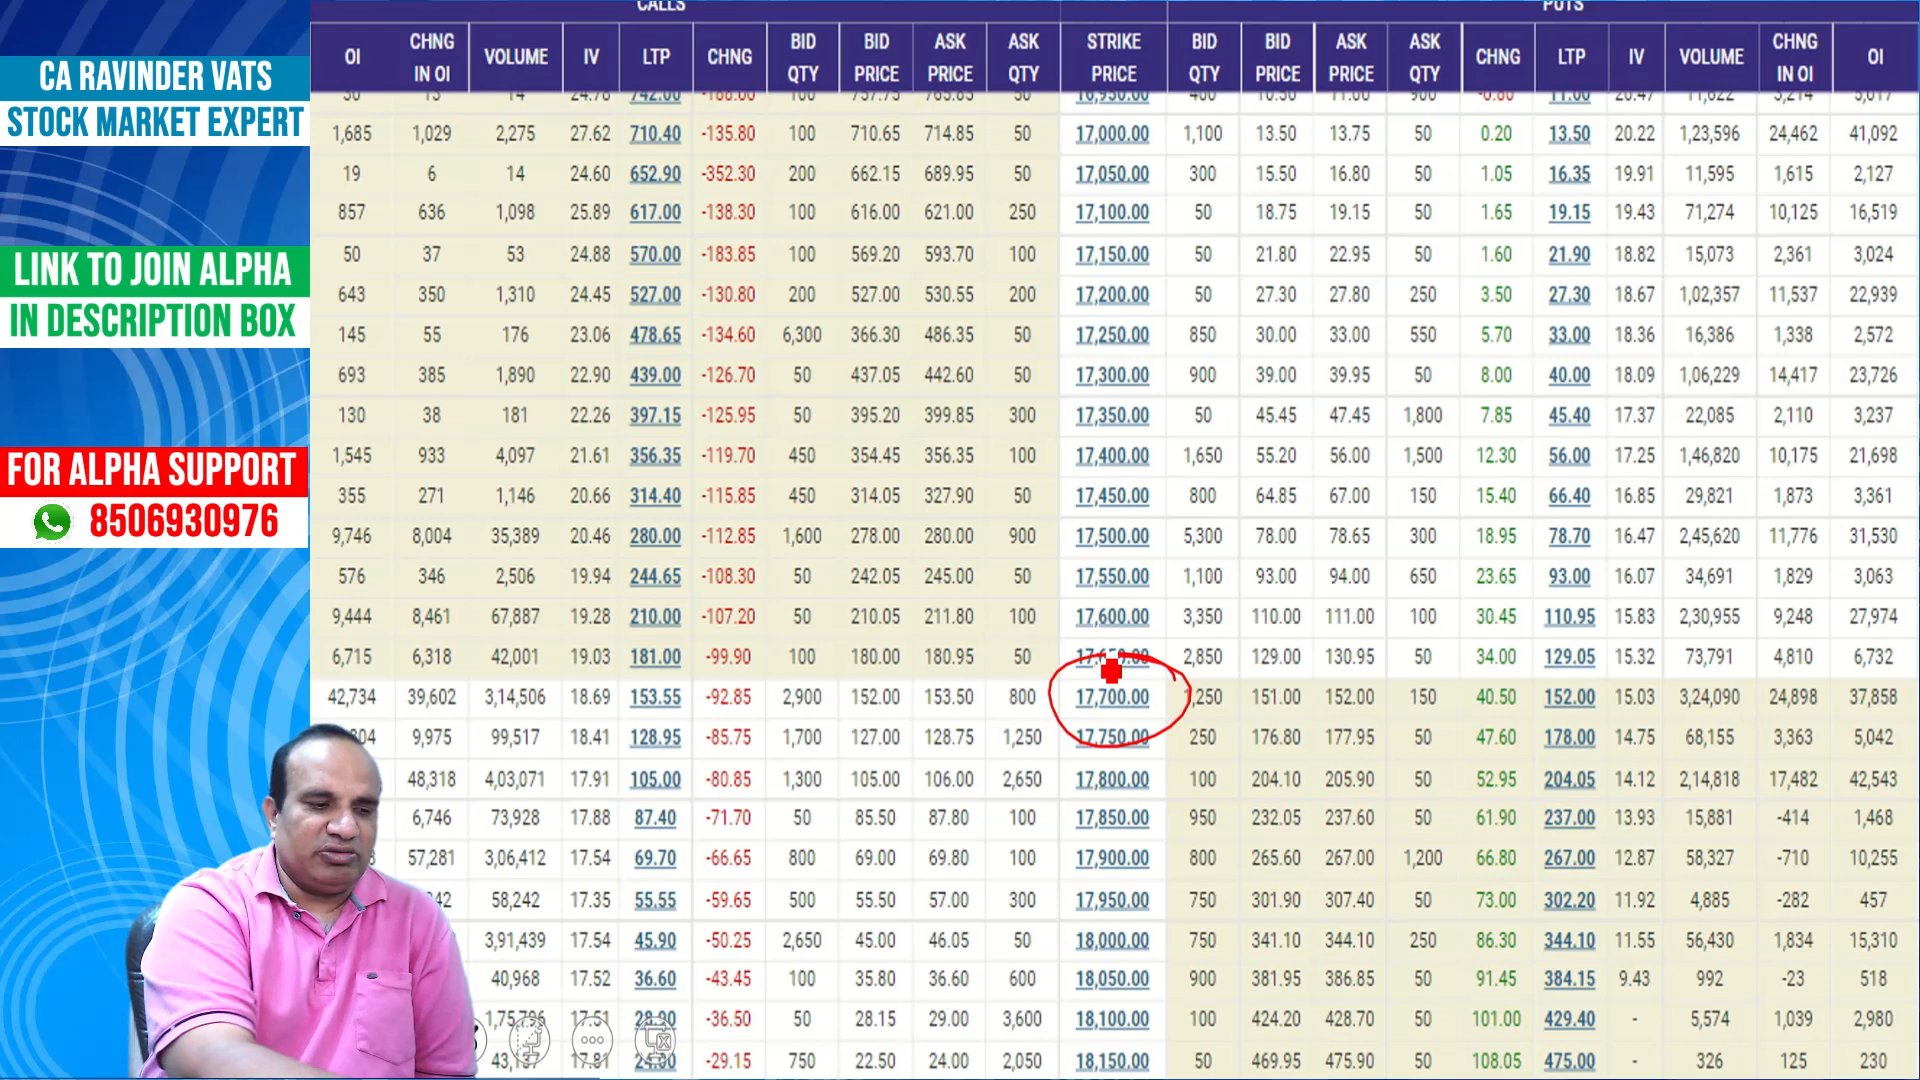 CALLS
PUTS
CA RAVINDER VATS
STOCK MARKET EXPERT
LINK TO JOIN ALPHA
IN DESCRIPTION BOX
FOR ALPHA SUPPORT
8506930976
OI CHNG IN OI VOLUME IV LTP CHNG BID QTY BID PRICE ASK PRICE ASK QTY STRIKE PRICE BID QTY BID PRICE ASK PRICE ASK QTY CHNG LTP IV VOLUME CHNG IN OI OI
1,685 1,029 2,275 27.62 710.40 -135.80 100 710.65 714.85 50 17,000.00 1,100 13.50 13.75 50 0.20 13.50 20.22 1,23,596 24,462 41,092
19 6 14 24.60 652.90 -352.30 200 662.15 689.95 50 17,050.00 300 15.50 16.80 50 1.05 16.35 19.91 11,595 1,615 2,127
857 636 1,098 25.89 617.00 -138.30 100 616.00 621.00 250 17,100.00 50 18.75 19.15 50 1.65 19.15 19.43 71,274 10,125 16,519
50 37 53 24.88 570.00 -183.85 100 569.20 593.70 100 17,150.00 50 21.80 22.95 50 1.60 21.90 18.82 15,073 2,361 3,024
643 350 1,310 24.45 527.00 -130.80 200 527.00 530.55 200 17,200.00 50 27.30 27.80 250 3.50 27.30 18.67 1,02,357 11,537 22,939
145 55 176 23.06 478.65 -134.60 6,300 366.30 486.35 50 17,250.00 850 30.00 33.00 550 5.70 33.00 18.36 16,386 1,338 2,572
693 385 1,890 22.90 439.00 -126.70 50 437.05 442.60 50 17,300.00 900 39.00 39.95 50 8.00 40.00 18.09 1,06,229 14,417 23,726
130 38 181 22.26 397.15 -125.95 50 395.20 399.85 300 17,350.00 50 45.45 47.45 1,800 7.85 45.40 17.37 22,085 2,110 3,237
1,545 933 4,097 21.61 356.35 -119.70 450 354.45 356.35 100 17,400.00 1,650 55.20 56.00 1,500 12.30 56.00 17.25 1,46,820 10,175 21,698
355 271 1,146 20.66 314.40 -115.85 450 314.05 327.90 50 17,450.00 800 64.85 67.00 150 15.40 66.40 16.85 29,821 1,873 3,361
9,746 8,004 35,389 20.46 280.00 -112.85 1,600 278.00 280.00 900 17,500.00 5,300 78.00 78.65 300 18.95 78.70 16.47 2,45,620 11,776 31,530
576 346 2,506 19.94 244.65 -108.30 50 242.05 245.00 50 17,550.00 1,100 93.00 94.00 650 23.65 93.00 16.07 34,691 1,829 3,063
9,444 8,461 67,887 19.28 210.00 -107.20 50 210.05 211.80 100 17,600.00 3,350 110.00 111.00 100 30.45 110.95 15.83 2,30,955 9,248 27,974
6,715 6,318 42,001 19.03 181.00 -99.90 100 180.00 180.95 50 2,850 129.00 130.95 50 34.00 129.05 15.32 73,791 4,810 6,732
42,734 39,602 3,14,506 18.69 153.55 -92.85 2,900 152.00 153.50 800 17,700.00 151.00 152.00 150 40.50 152.00 15.03 3,24,090 24,898 37,858
9,975 99,517 18.41 128.95 -85.75 1,700 127.00 128.75 1,250 17,750.00 250 176.80 177.95 50 47.60 178.00 14.75 68,155 3,363 5,042
48,318 4,03,071 17.91 105.00 -80.85 1,300 105.00 106.00 2,650 17,800.00 100 204.10 205.90 50 52.95 204.05 14.12 2,14,818 17,482 42,543
6,746 73,928 17.88 87.40 -71.70 50 85.50 87.80 100 17,850.00 950 232.05 237.60 50 61.90 237.00 13.93 15,881 -414 1,468
57,281 3,06,412 17.54 69.70 -66.65 800 69.00 69.80 100 17,900.00 800 265.60 267.00 1,200 66.80 267.00 12.87 58,327 -710 10,255
58,242 17.35 55.55 -59.65 500 55.50 57.00 300 17,950.00 750 301.90 307.40 50 73.00 302.20 11.92 4,885 -282 457
3,91,439 17.54 45.90 -50.25 2,650 45.00 46.05 50 18,000.00 750 341.10 344.10 250 86.30 344.10 11.55 56,430 1,834 15,310
40,968 17.52 36.60 -43.45 100 35.80 36.60 600 18,050.00 900 381.95 386.85 50 91.45 384.15 9.43 992 -23 518
-36.50 50 28.15 29.00 3,600 18,100.00 100 424.20 428.70 50 101.00 429.40 - 5,574 1,039 2,980
-29.15 750 22.50 24.00 2,050 18,150.00 50 469.95 475.90 50 108.05 475.00 - 326 125 230